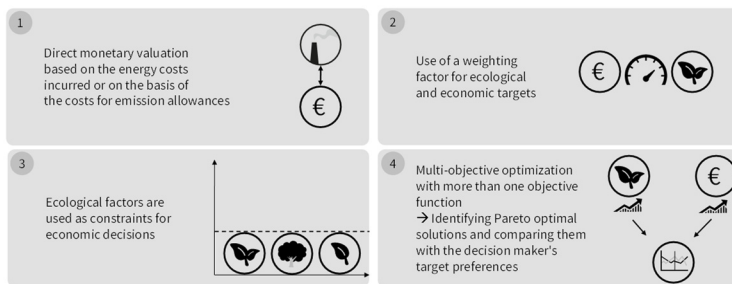 1
Direct monetary valuation
based on the energy costs
incurred or on the basis of
the costs for emission allowances
€
2
Use of a weighting
factor for ecological
and economic targets
€
3
Ecological factors are
used as constraints for
economic decisions
4
Multi-objective optimization
with more than one objective
function
→ Identifying Pareto optimal
solutions and comparing them
with the decision maker's
target preferences
€